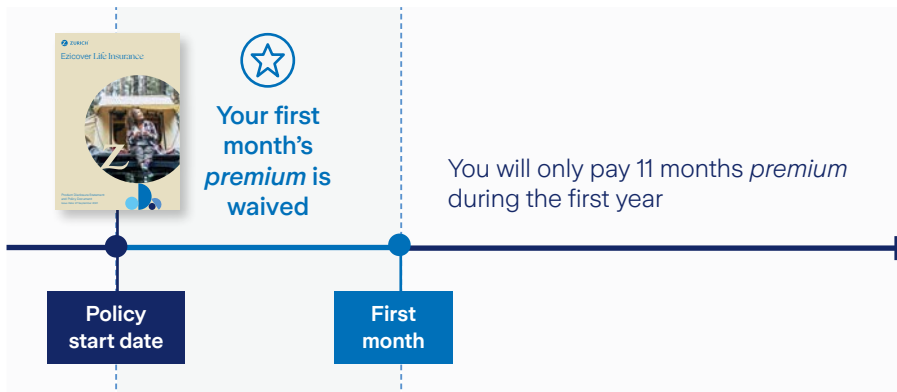 ZURICH
Ezicover Life Insurance
Your first
month's
premium is
waived
You will only pay 11 months premium
during the first year
Policy
start date
First
month